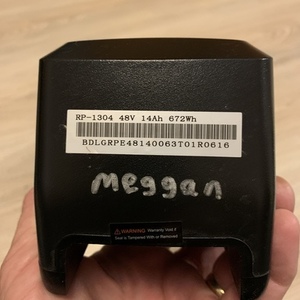 RP-1304 48V 14Ah 672Wh
BDLGRPE48140063T01R0616
Meggan
WARNING Warranty Void if
Seal is Tampered With or Removed